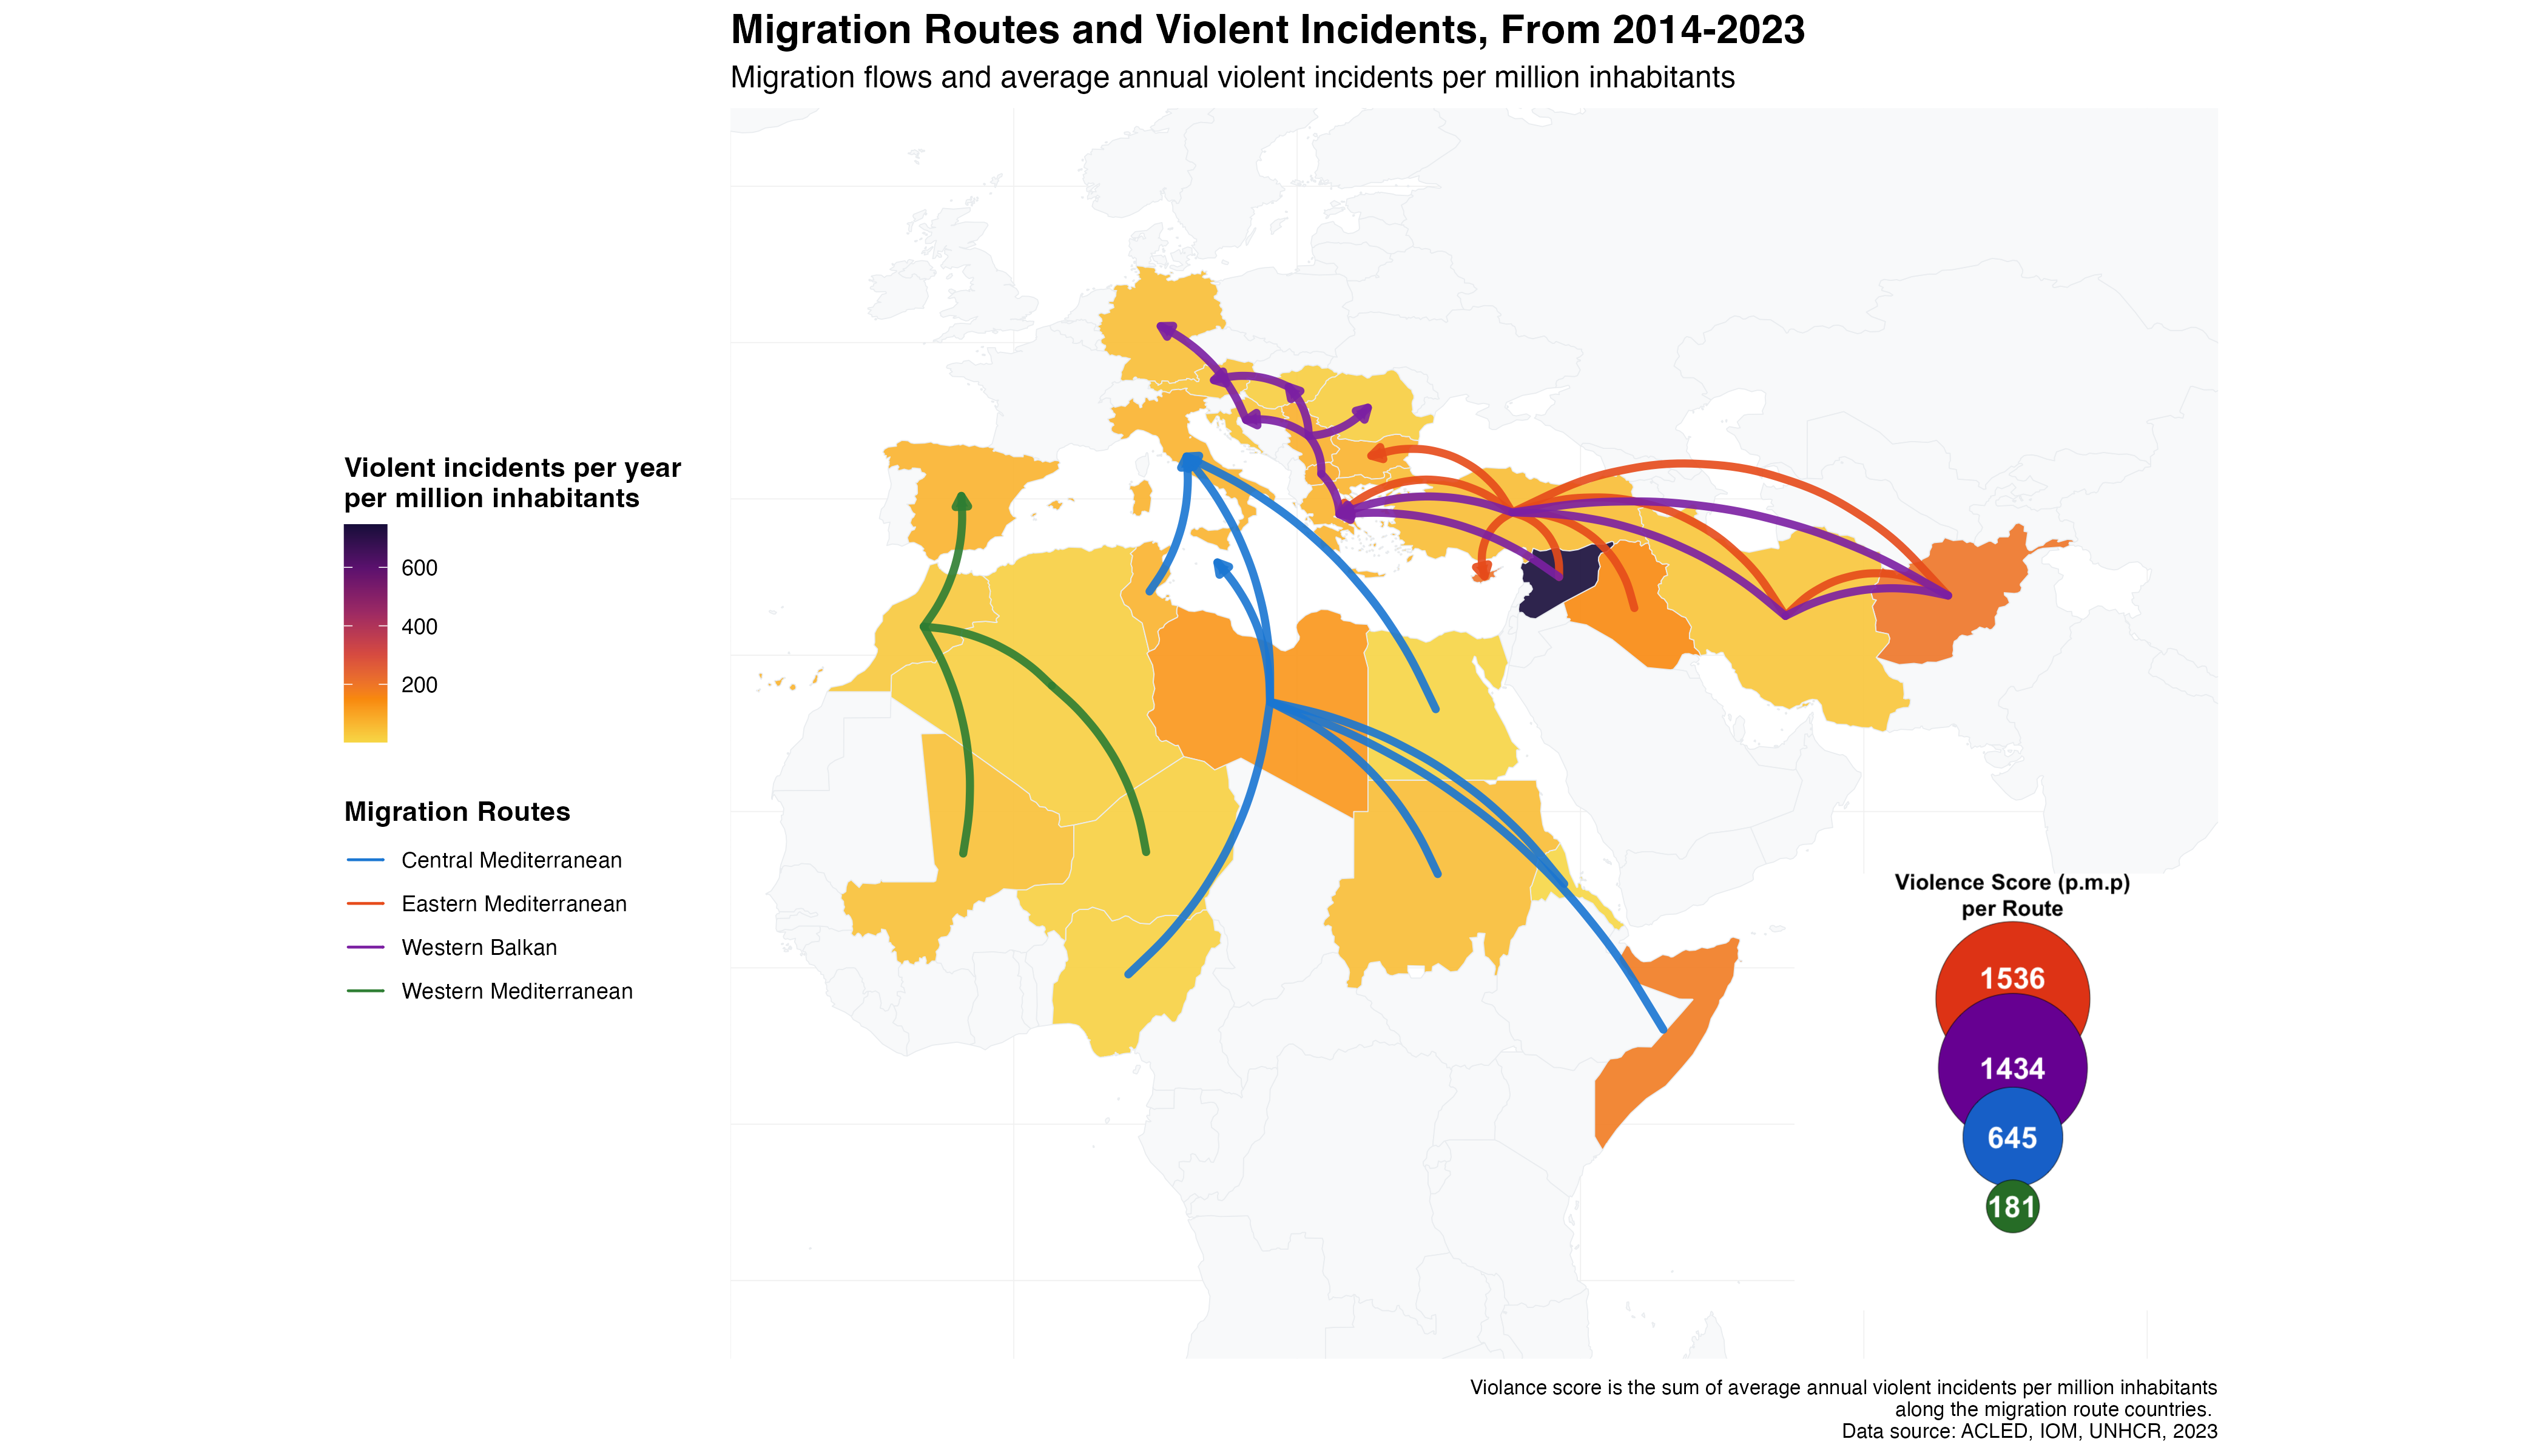 Migration Routes and Violent Incidents, From 2014-2023
Migration flows and average annual violent incidents per million inhabitants
Violent incidents per year
per million inhabitants
600
400
200
Migration Routes
Central Mediterranean
Eastern Mediterranean
Western Balkan
Western Mediterranean
Violence Score (p.m.p)
per Route
1536
1434
645
181
Violance score is the sum of average annual violent incidents per million inhabitants
along the migration route countries.
Data source: ACLED, IOM, UNHCR, 2023